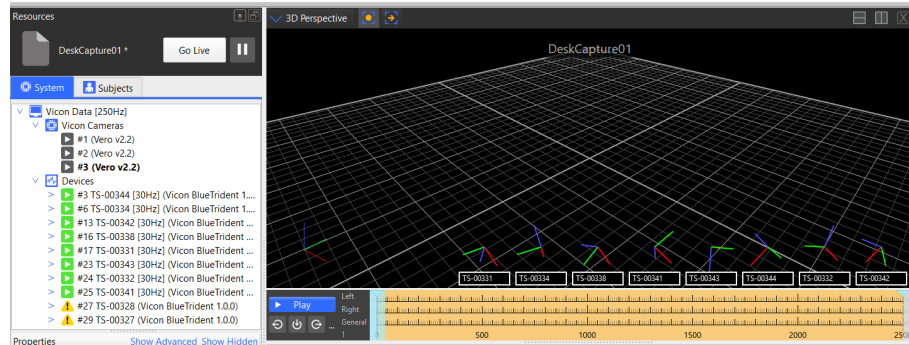 Resources
DeskCapture01 *
Go Live
System
Subjects
Vicon Data [250Hz]
Vicon Cameras
#1 (Vero v2.2)
#2 (Vero v2.2)
#3 (Vero v2.2)
Devices
#3 TS-00344 [30Hz] (Vicon BlueTrident 1....
#6 TS-00334 [30Hz] (Vicon BlueTrident 1....
#13 TS-00342 [30Hz] (Vicon BlueTrident ...
#16 TS-00338 [30Hz] (Vicon BlueTrident ...
#17 TS-00331 [30Hz] (Vicon BlueTrident ...
#23 TS-00343 [30Hz] (Vicon BlueTrident ...
#24 TS-00332 [30Hz] (Vicon BlueTrident ...
#25 TS-00341 [30Hz] (Vicon BlueTrident ...
#27 TS-00328 (Vicon BlueTrident 1.0.0)
#29 TS-00327 (Vicon BlueTrident 1.0.0)
Properties
Show Advanced Show Hidden
3D Perspective
DeskCapture01
TS-00331 TS-00334 TS-00338 TS-00341 TS-00343 TS-00344 TS-00332 TS-00342
Play
...
Left
Right
General
1
1 500 1000 1500 2000 250